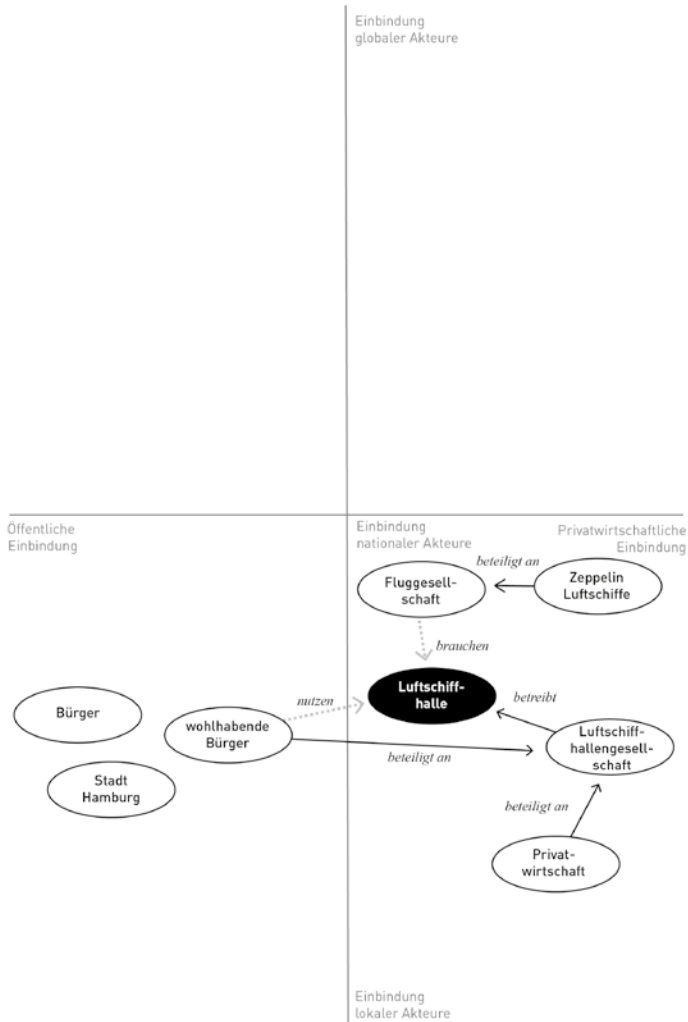 Einbindung
globaler Akteure
Öffentliche
Einbindung
Einbindung
nationaler Akteure
Privatwirtschaftliche
Einbindung
beteiligt an
Fluggesell-
schaft
Zeppelin
Luftschiffe
brauchen
Luftschiff-
halle
nutzen
betreibt
Bürger
wohlhabende
Bürger
Luftschiff-
hallengesell-
schaft
beteiligt an
Stadt
Hamburg
beteiligt an
Privat-
wirtschaft
Einbindung
lokaler Akteure